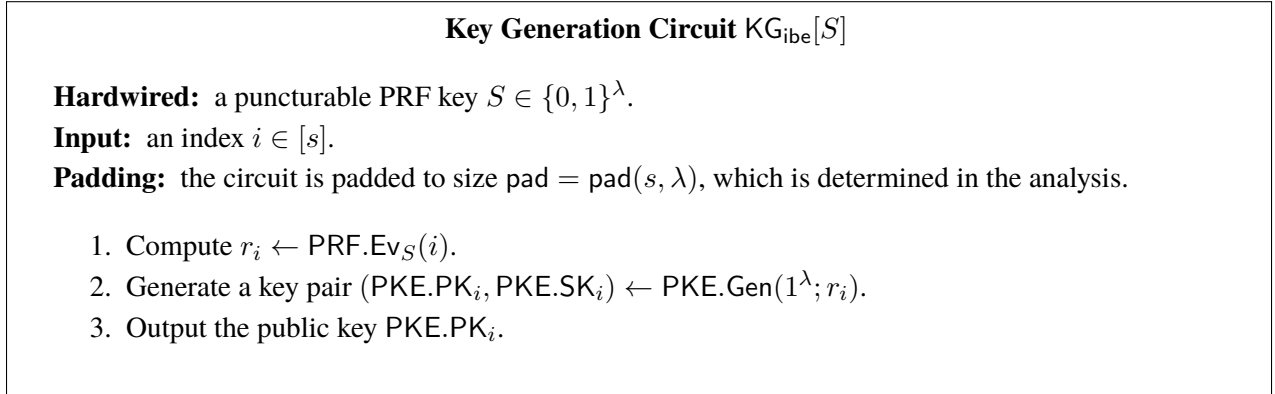 Key Generation Circuit KG_ibe[S]
Hardwired: a puncturable PRF key S ∈ {0, 1}^λ.
Input: an index i ∈ [s].
Padding: the circuit is padded to size pad = pad(s, λ), which is determined in the analysis.
1. Compute r_i ← PRF.Ev_S(i).
2. Generate a key pair (PKE.PK_i, PKE.SK_i) ← PKE.Gen(1^λ; r_i).
3. Output the public key PKE.PK_i.